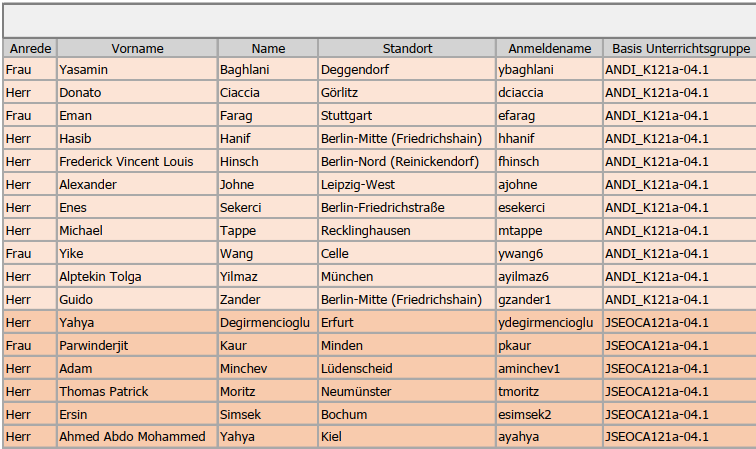 Anrede Vorname Name Standort Anmeldename Basis Unterrichtsgruppe
Frau Yasamin Baghlani Deggendorf ybaghlani ANDI_K121a-04.1
Herr Donato Ciaccia Görlitz dciaccia ANDI_K121a-04.1
Frau Eman Farag Stuttgart efarag ANDI_K121a-04.1
Herr Hasib Hanif Berlin-Mitte (Friedrichshain) hhanif ANDI_K121a-04.1
Herr Frederick Vincent Louis Hinsch Berlin-Nord (Reinickendorf) fhinsch ANDI_K121a-04.1
Herr Alexander Johne Leipzig-West ajohne ANDI_K121a-04.1
Herr Enes Sekerci Berlin-Friedrichstraße esekerci ANDI_K121a-04.1
Herr Michael Tappe Recklinghausen mtappe ANDI_K121a-04.1
Frau Yike Wang Celle ywang6 ANDI_K121a-04.1
Herr Alptekin Tolga Yilmaz München ayilmaz6 ANDI_K121a-04.1
Herr Guido Zander Berlin-Mitte (Friedrichshain) gzander1 ANDI_K121a-04.1
Herr Yahya Degirmencioglu Erfurt ydegirmencioglu JSEOCA121a-04.1
Frau Parwinderjit Kaur Minden pkaur JSEOCA121a-04.1
Herr Adam Minchev Lüdenscheid aminchev1 JSEOCA121a-04.1
Herr Thomas Patrick Moritz Neumünster tmoritz JSEOCA121a-04.1
Herr Ersin Simsek Bochum esimsek2 JSEOCA121a-04.1
Herr Ahmed Abdo Mohammed Yahya Kiel ayahya JSEOCA121a-04.1